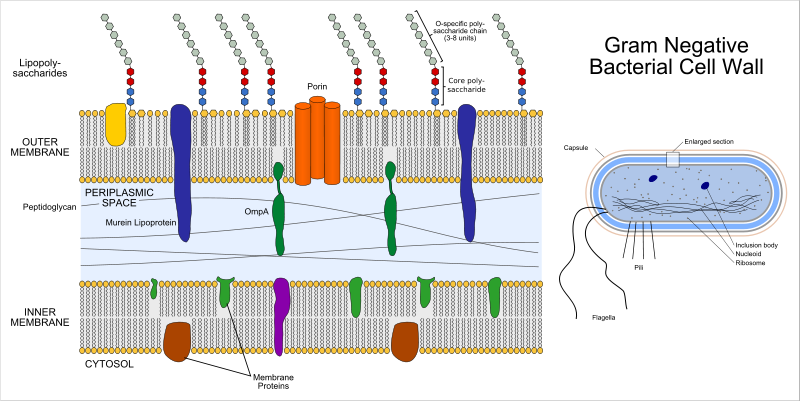 Gram Negative
Bacterial Cell Wall
O-specific poly-
saccharide chain
(3-8 units)
Lipopoly-
saccharides
Core poly-
saccharide
Porin
OUTER
MEMBRANE
PERIPLASMIC
SPACE
Peptidoglycan
Murein Lipoprotein
OmpA
INNER
MEMBRANE
CYTOSOL
Membrane
Proteins
Capsule
Enlarged section
Inclusion body
Nucleoid
Ribosome
Pili
Flagella